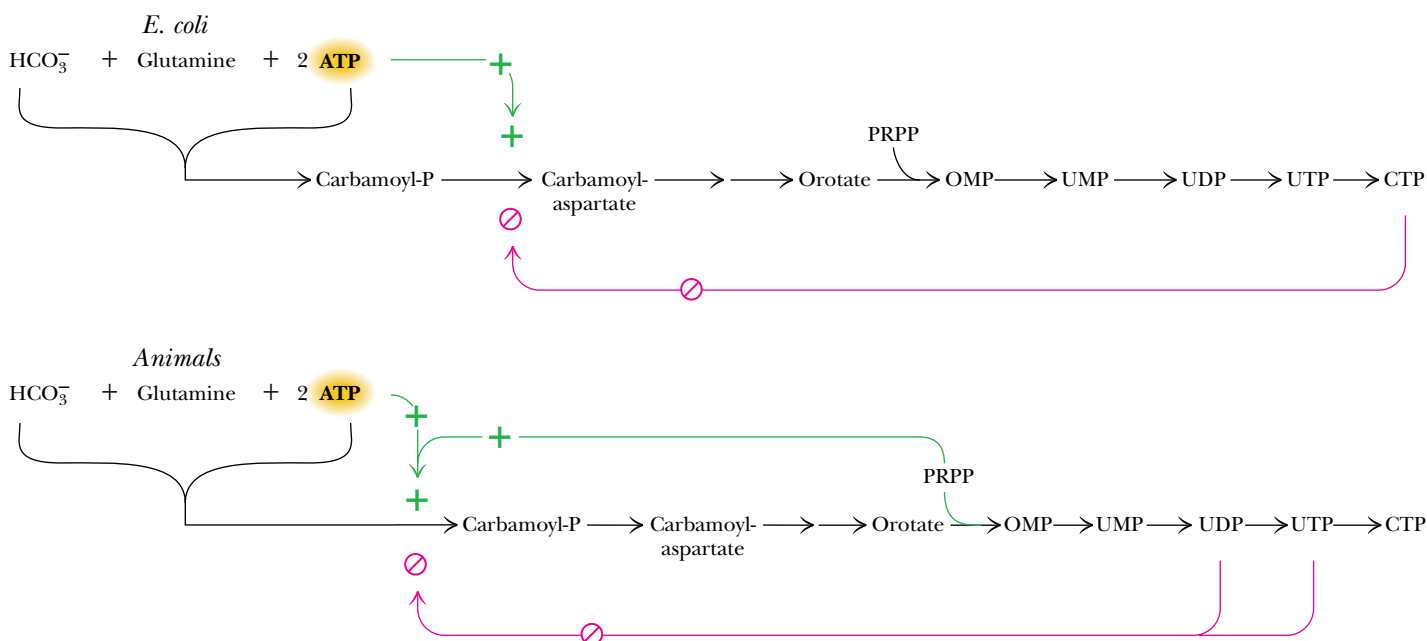 E. coli
HCO3− + Glutamine + 2 ATP
PRPP
Carbamoyl-P Carbamoyl- Orotate OMP UMP UDP UTP CTP
aspartate
Animals
HCO3− + Glutamine + 2 ATP
PRPP
Carbamoyl-P Carbamoyl- Orotate OMP UMP UDP UTP CTP
aspartate